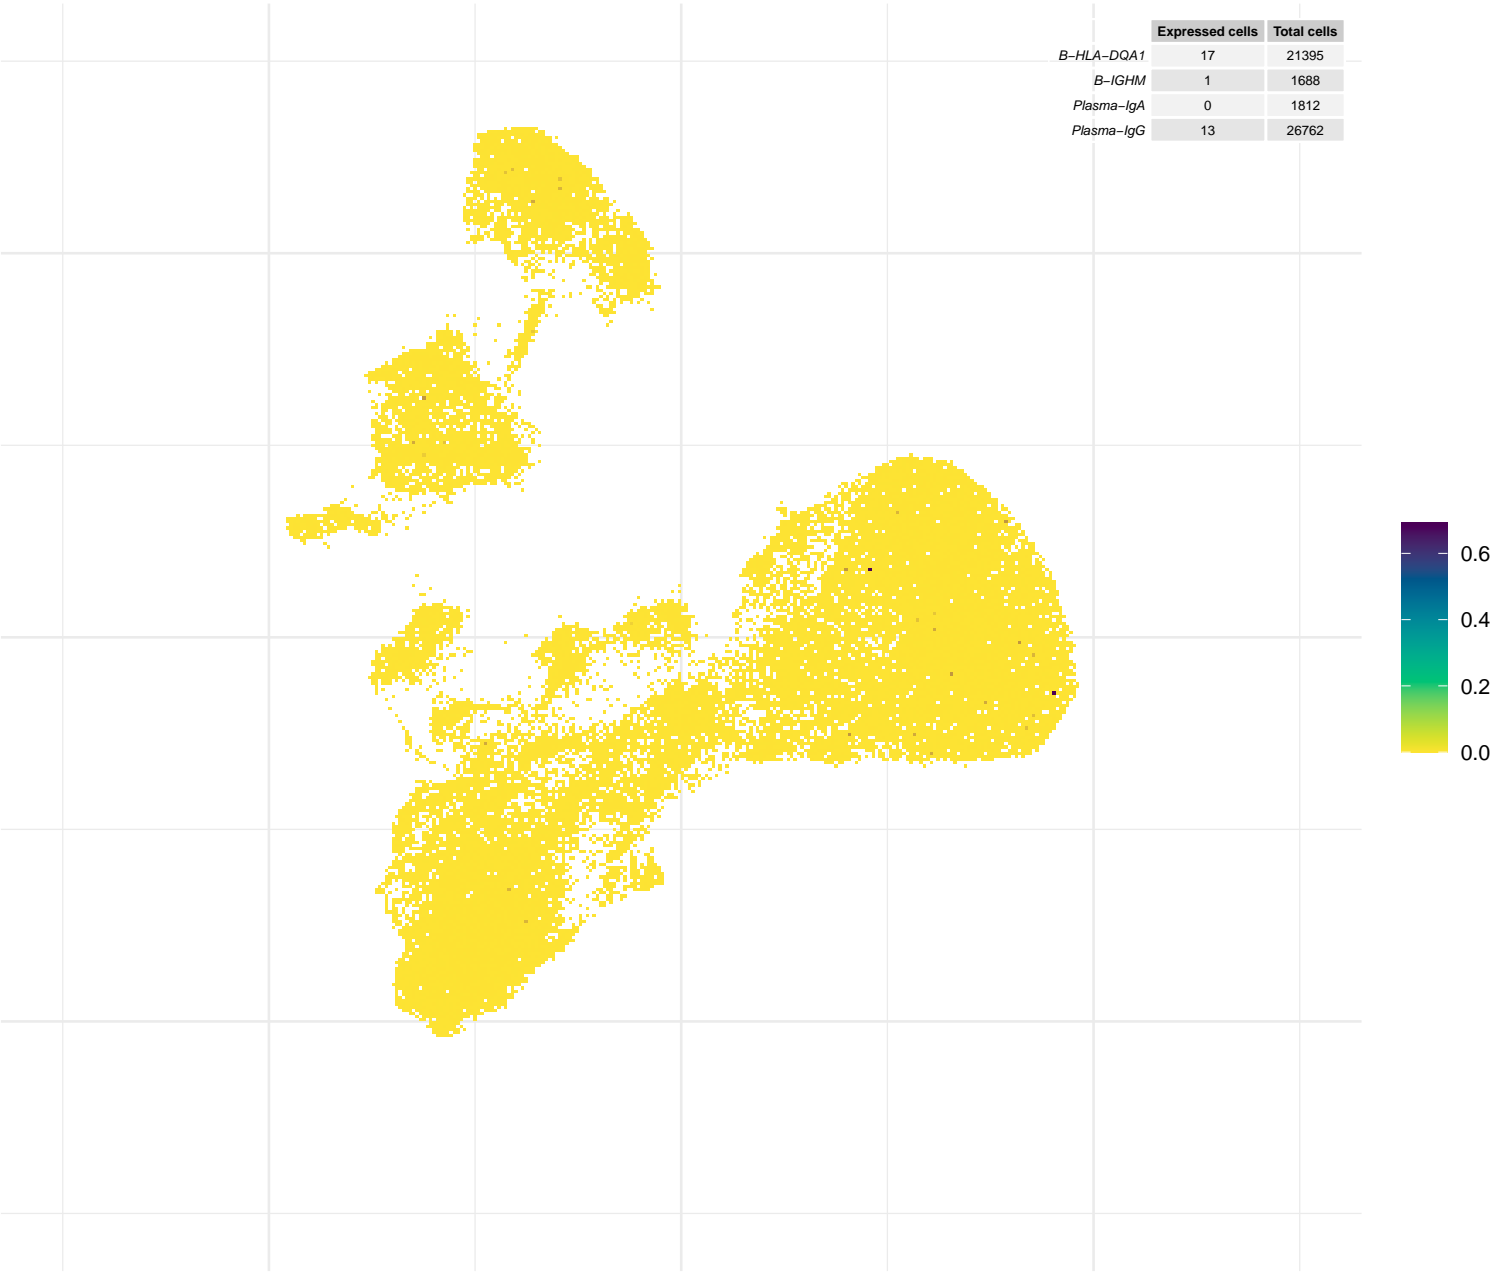 Expressed cells Total cells
B−HLA−DQA1 17 21395
B−IGHM 1 1688
Plasma−IgA 0 1812
Plasma−IgG 13 26762
0.6
0.4
0.2
0.0